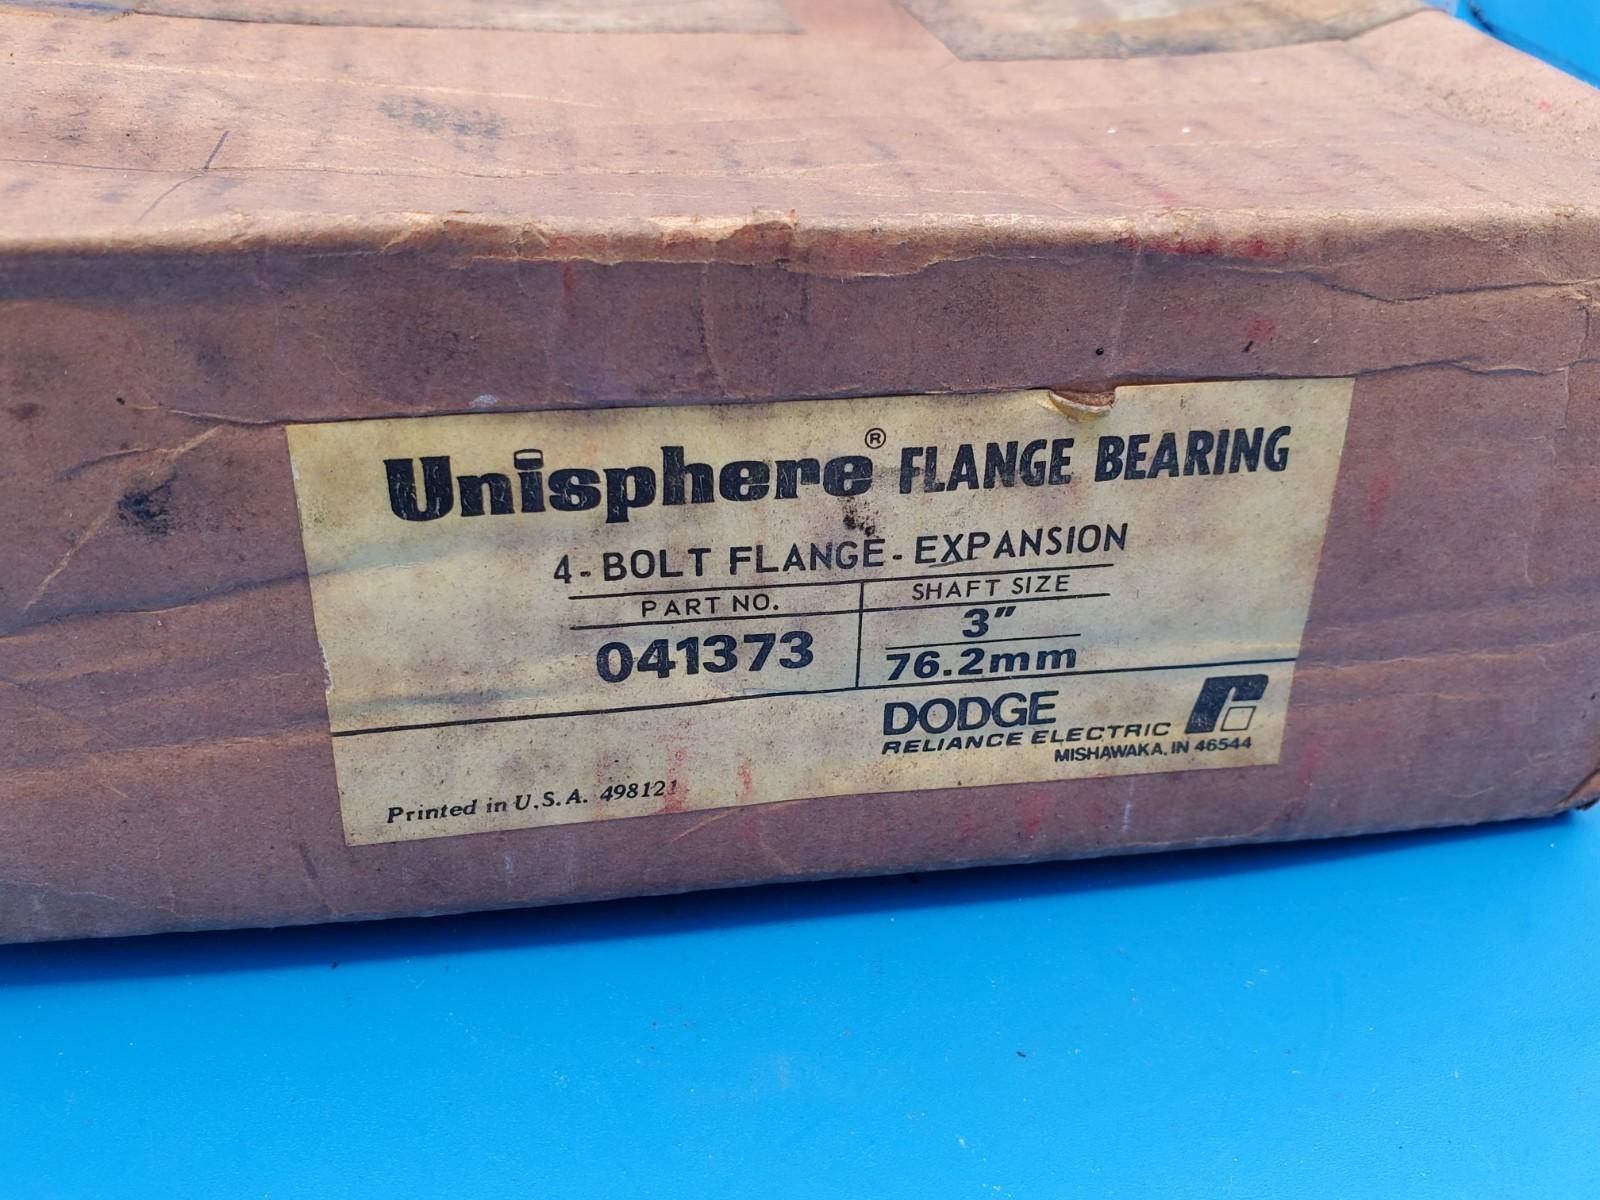 Unisphere® FLANGE BEARING
4-BOLT FLANGE-EXPANSION
PART NO.
041373
SHAFT SIZE
3"
76.2mm
DODGE
RELIANCE ELECTRIC
MISHAWAKA, IN 46544
Printed in U.S.A. 498121